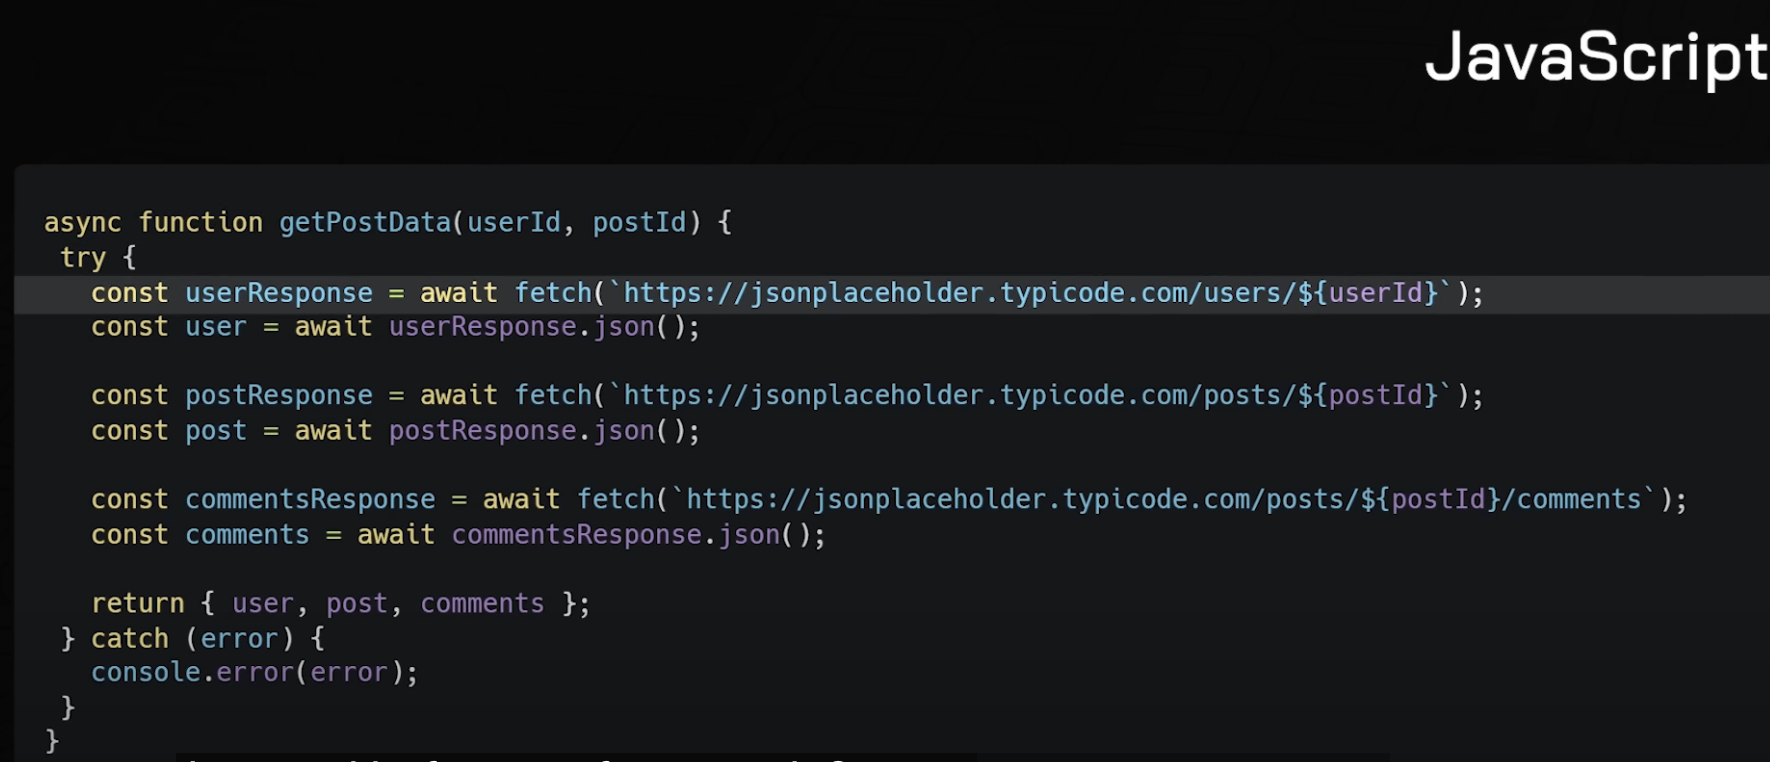 JavaScript
async function getPostData(userId, postId) {
try {
const userResponse = await fetch(`https://jsonplaceholder.typicode.com/users/${userId}`);
const user = await userResponse.json();
const postResponse = await fetch(`https://jsonplaceholder.typicode.com/posts/${postId}`);
const post = await postResponse.json();
const commentsResponse = await fetch(`https://jsonplaceholder.typicode.com/posts/${postId}/comments`);
const comments = await commentsResponse.json();
return { user, post, comments };
} catch (error) {
console.error(error);
}
}